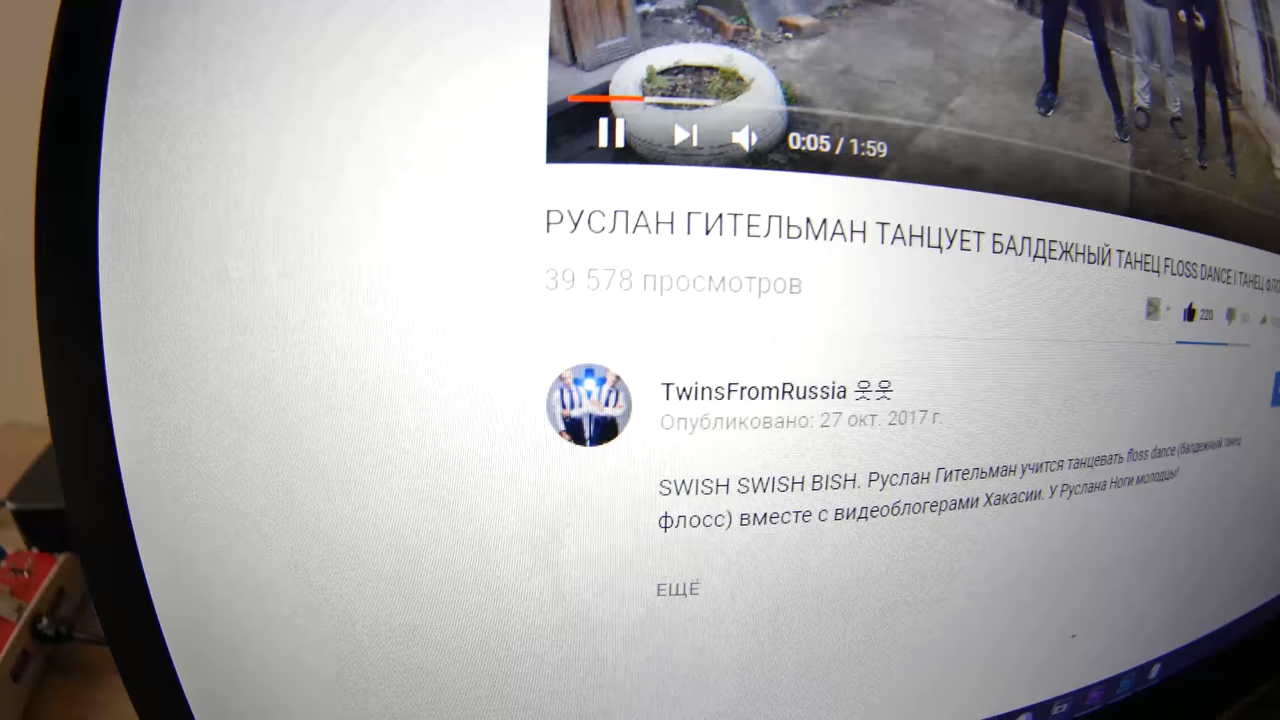 0:05 / 1:59
РУСЛАН ГИТЕЛЬМАН ТАНЦУЕТ БАЛДЕЖНЫЙ ТАНЕЦ FLOSS DANCE | ТАНЕЦ ФЛО
39 578 просмотров
220
TwinsFromRussia 웃웃
Опубликовано: 27 окт. 2017 г.
SWISH SWISH BISH. Руслан Гительман учится танцевать floss dance (балдежный танец
флосс) вместе с видеоблогерами Хакасии. У Руслана Ноги молодцы!
ЕЩЁ